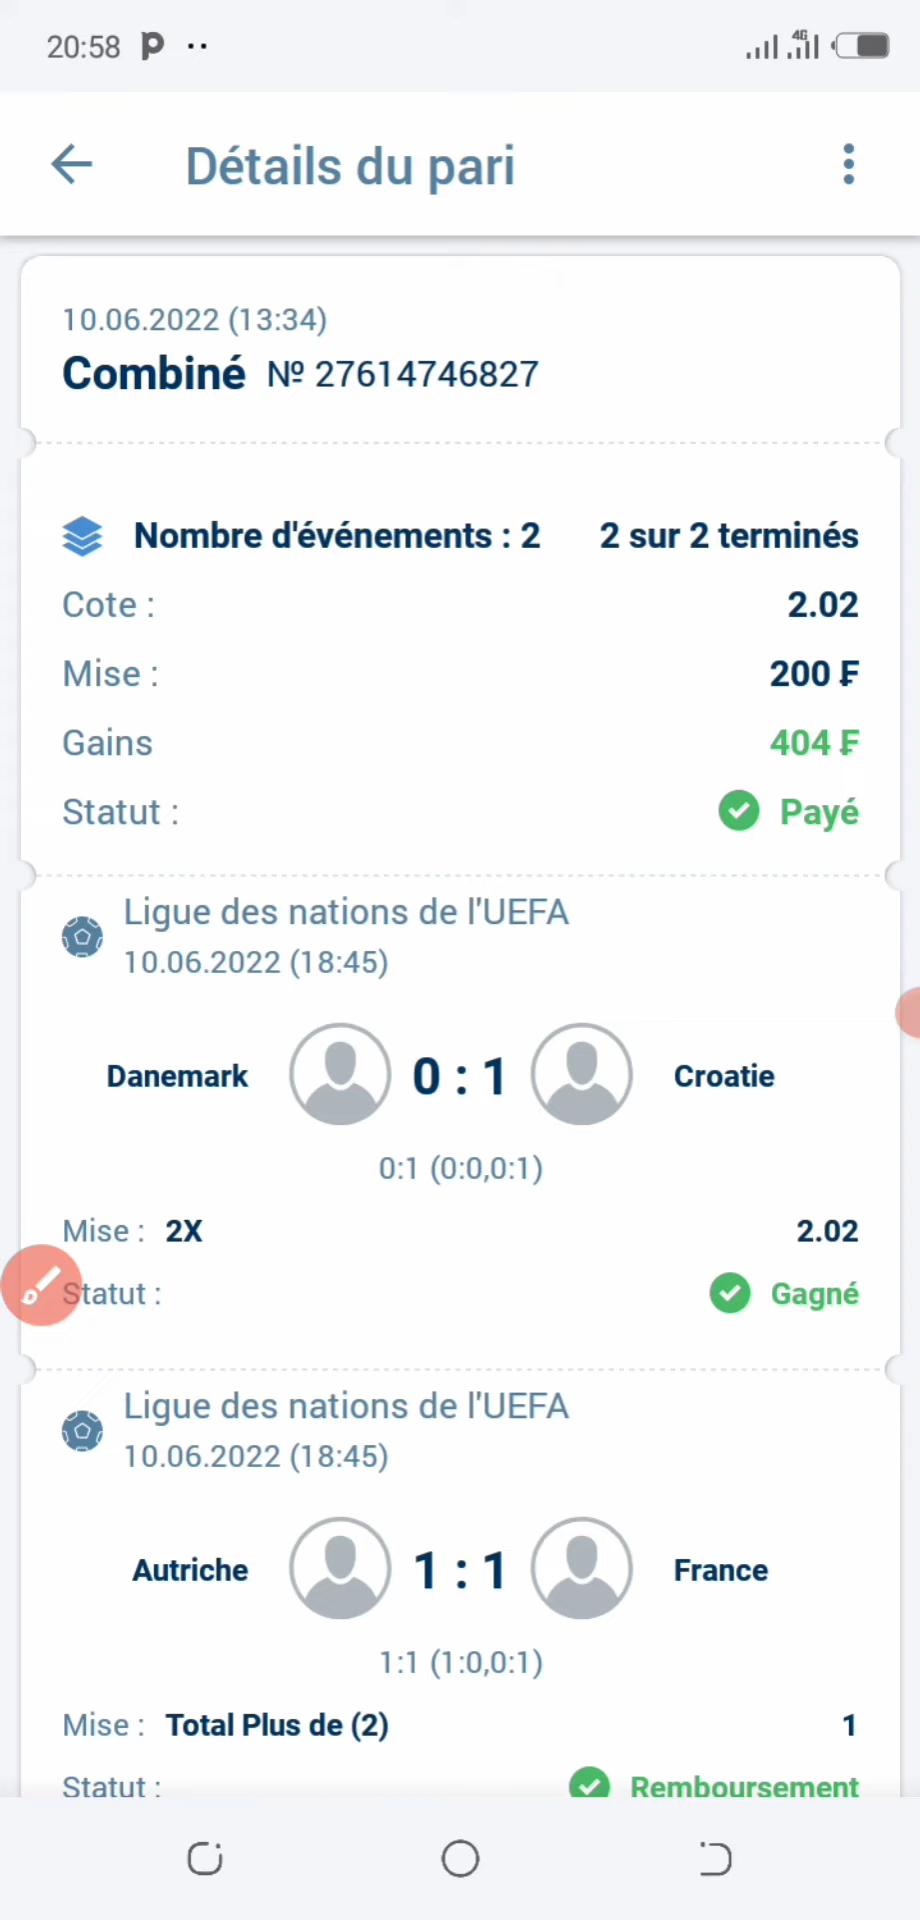 20:58
4G
Détails du pari
10.06.2022 (13:34)
Combiné № 27614746827
Nombre d'événements : 2 2 sur 2 terminés
Cote : 2.02
Mise : 200 ₣
Gains 404 ₣
Statut : Payé
Ligue des nations de l'UEFA
10.06.2022 (18:45)
Danemark 0 : 1 Croatie
0:1 (0:0,0:1)
Mise : 2X 2.02
Statut : Gagné
Ligue des nations de l'UEFA
10.06.2022 (18:45)
Autriche 1 : 1 France
1:1 (1:0,0:1)
Mise : Total Plus de (2) 1
Statut : Remboursement